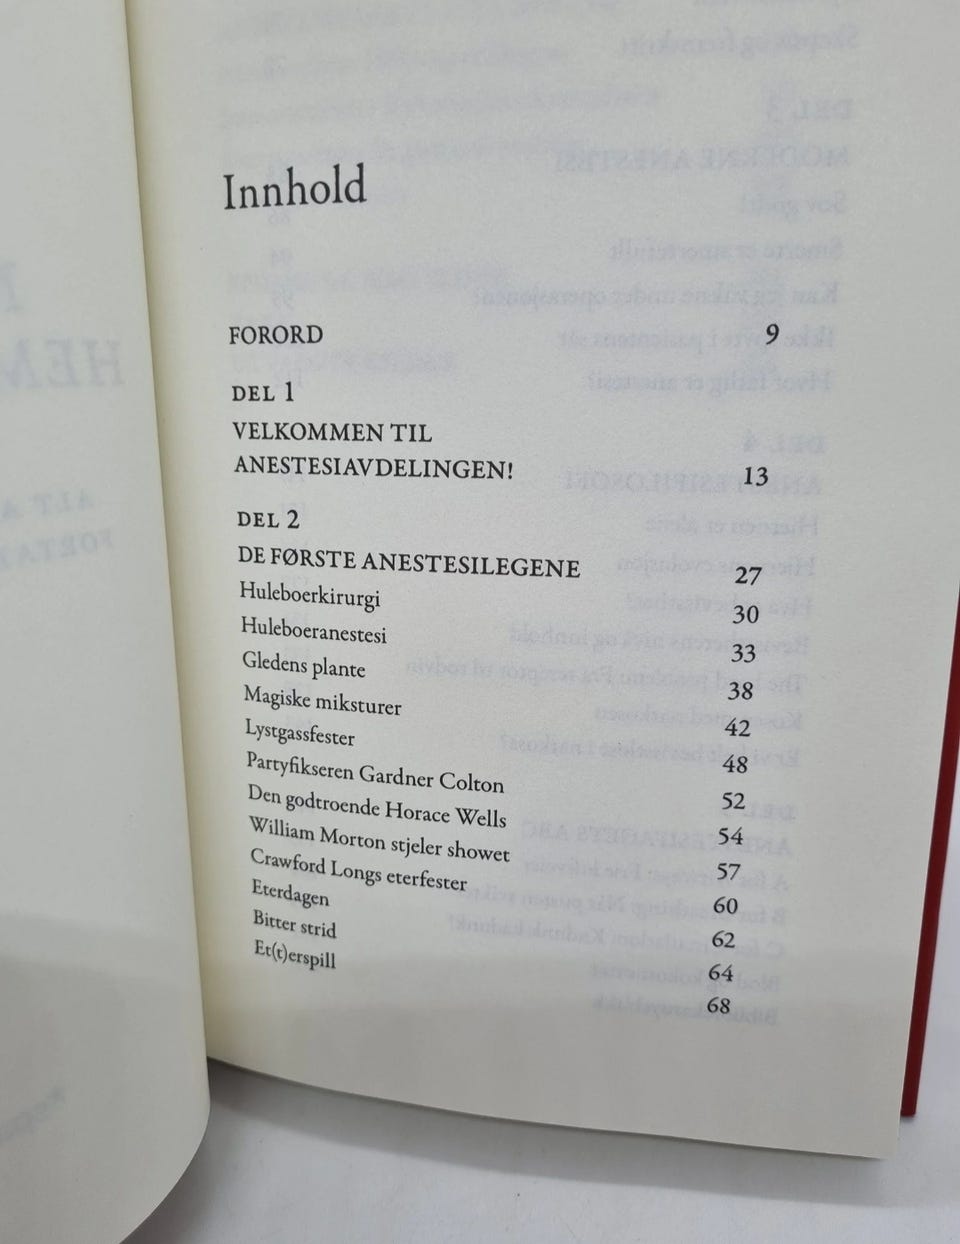 Innhold
FORORD 9
DEL 1
VELKOMMEN TIL
ANESTESIAVDELINGEN! 13
DEL 2
DE FØRSTE ANESTESILEGENE 27
Huleboerkirurgi 30
Huleboeranestesi 33
Gledens plante 38
Magiske miksturer 42
Lystgassfester 48
Partyfikseren Gardner Colton 52
Den godtroende Horace Wells 54
William Morton stjeler showet 57
Crawford Longs eterfester 60
Eterdagen 62
Bitter strid 64
Et(t)erspill 68